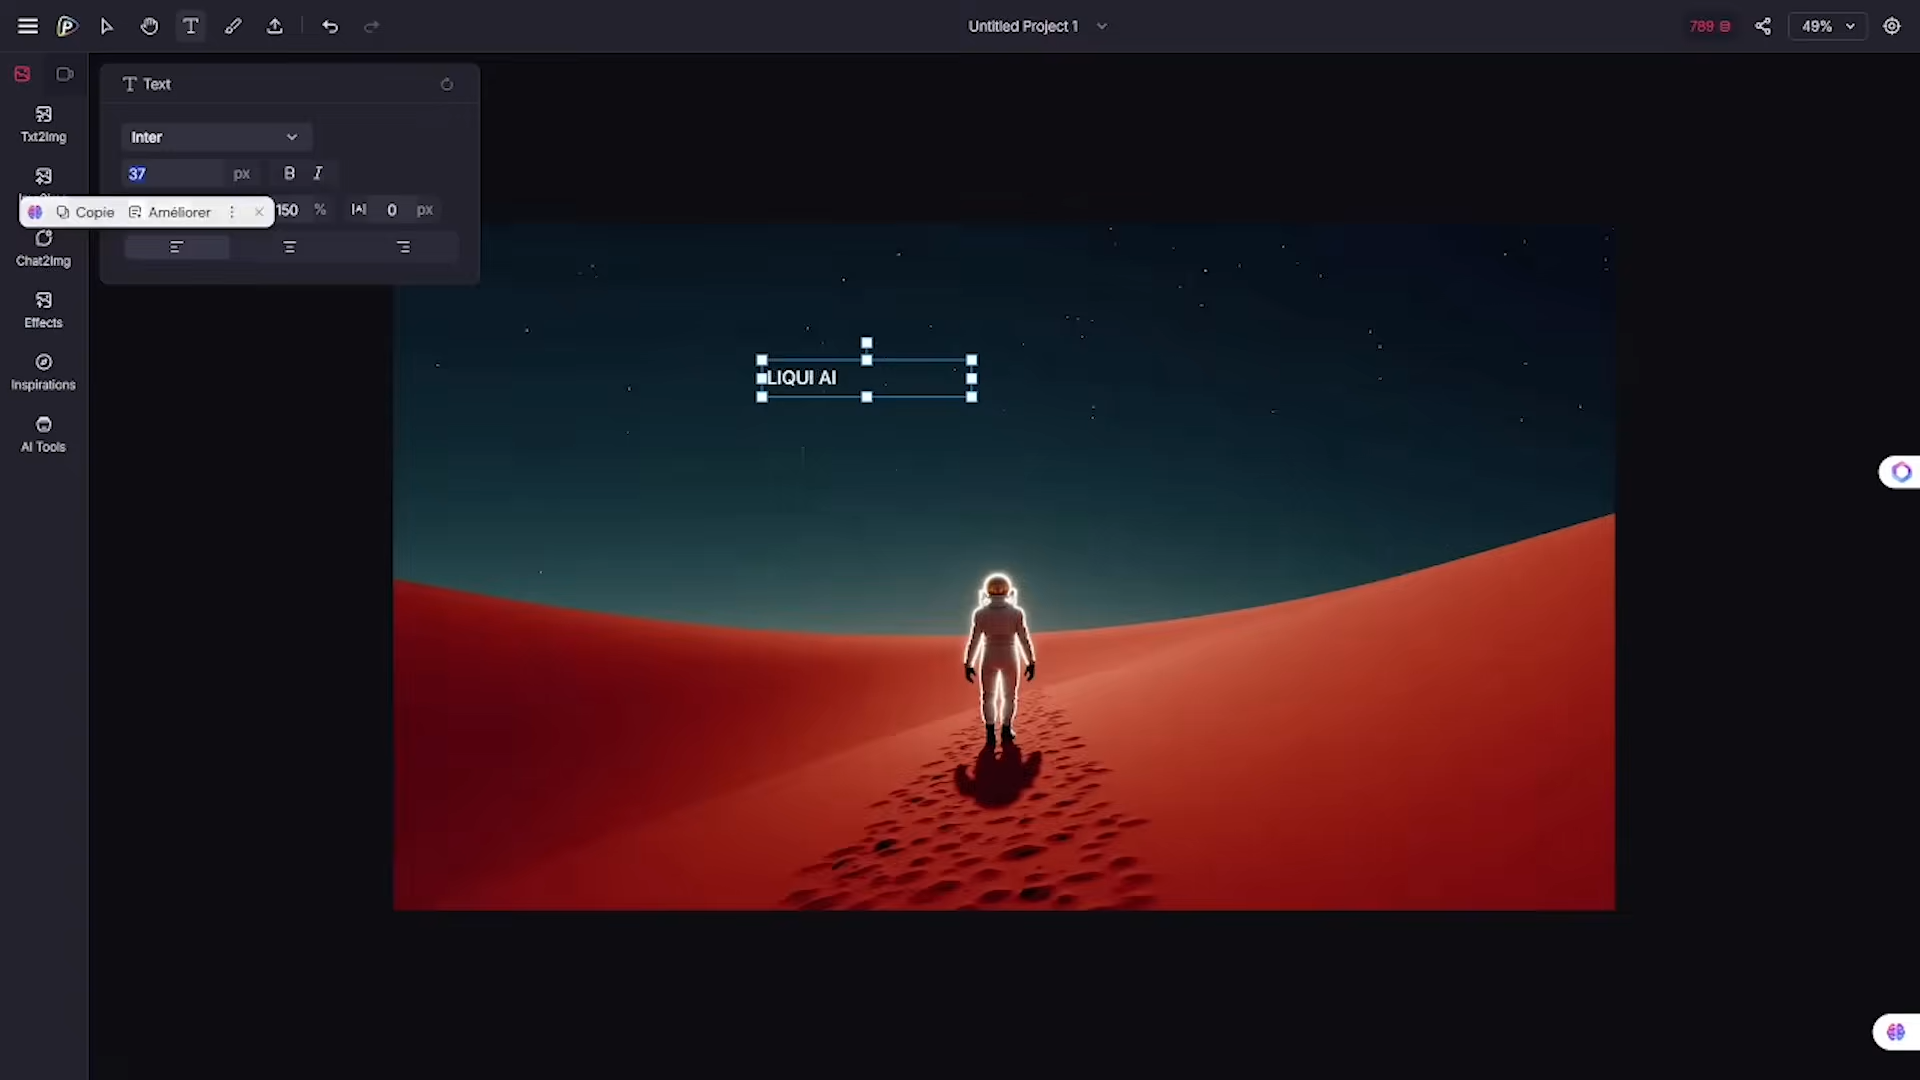 Untitled Project 1
789
49%
Text
Txt2Img
Inter
37 px B I
Copie Améliorer
150 % 0 px
Chat2Img
Effects
LIQUI AI
Inspirations
AI Tools